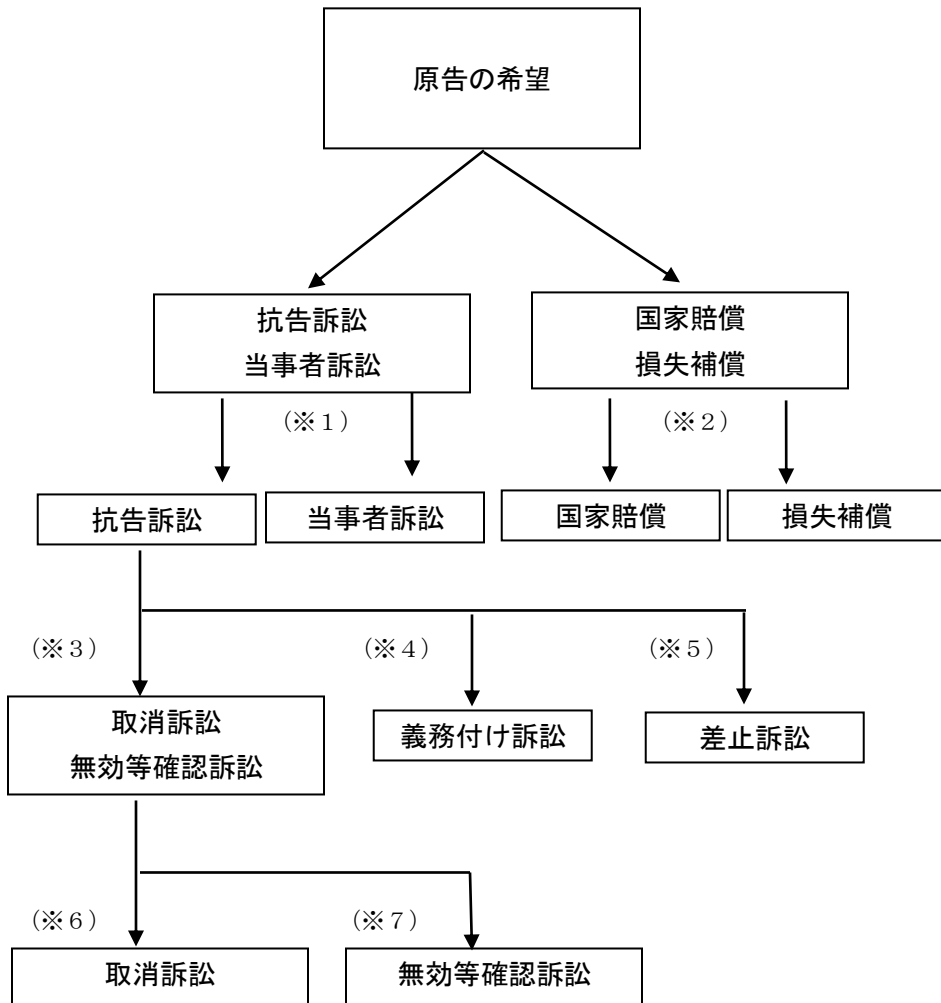 原告の希望
抗告訴訟
当事者訴訟
国家賠償
損失補償
（※１）
（※２）
抗告訴訟
当事者訴訟
国家賠償
損失補償
（※３）
（※４）
（※５）
取消訴訟
無効等確認訴訟
義務付け訴訟
差止訴訟
（※６）
（※７）
取消訴訟
無効等確認訴訟